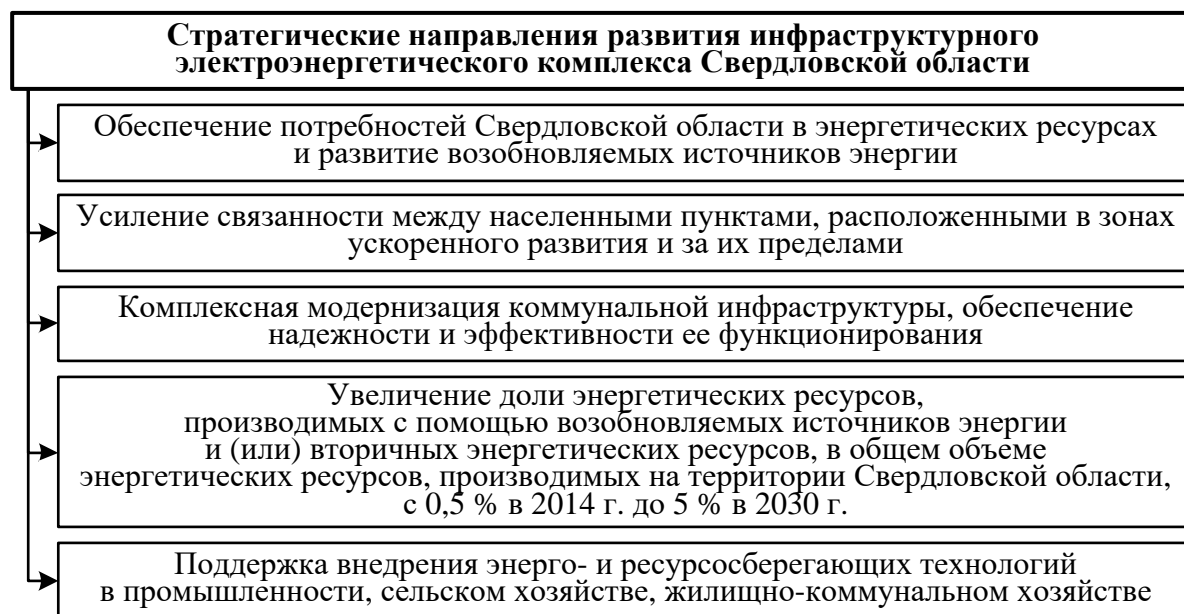 Стратегические направления развития инфраструктурного
электроэнергетического комплекса Свердловской области
Обеспечение потребностей Свердловской области в энергетических ресурсах
и развитие возобновляемых источников энергии
Усиление связанности между населенными пунктами, расположенными в зонах
ускоренного развития и за их пределами
Комплексная модернизация коммунальной инфраструктуры, обеспечение
надежности и эффективности ее функционирования
Увеличение доли энергетических ресурсов,
производимых с помощью возобновляемых источников энергии
и (или) вторичных энергетических ресурсов, в общем объеме
энергетических ресурсов, производимых на территории Свердловской области,
с 0,5 % в 2014 г. до 5 % в 2030 г.
Поддержка внедрения энерго- и ресурсосберегающих технологий
в промышленности, сельском хозяйстве, жилищно-коммунальном хозяйстве